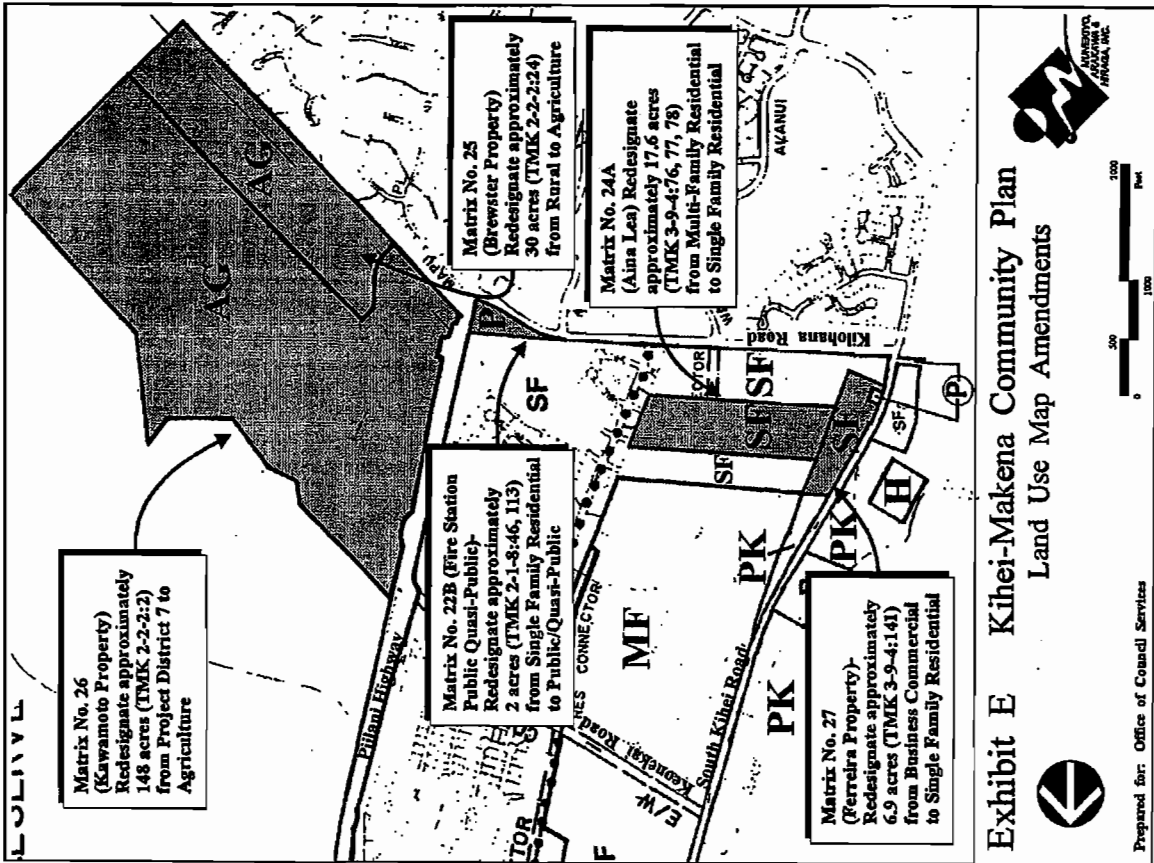 ESERVE
Matrix No. 26
(Kawamoto Property)
Redesignate approximately
148 acres (TMK 2-2-2:2)
from Project District 7 to
Agriculture
AG
AG
Matrix No. 25
(Brewster Property)
Redesignate approximately
30 acres (TMK 2-2-2:24)
from Rural to Agriculture
Piilani Highway
P
Matrix No. 22B (Fire Station
Public Quasi-Public)-
Redesignate approximately
2 acres (TMK 2-1-8:46, 113)
from Single Family Residential
to Public/Quasi-Public
SF
Matrix No. 24A
(Aina Lea) Redesignate
approximately 17.6 acres
(TMK 3-9-4:76, 77, 78)
from Multi-Family Residential
to Single Family Residential
Kilohana Road
CONNECTOR
TOR
E/W
Keonekai Road
MF
SF
SF
SF
SF
SF
PK
PK
PK
H
P
South Kihei Road
F
Matrix No. 27
(Ferreira Property)-
Redesignate approximately
6.9 acres (TMK 3-9-4:141)
from Business Commercial
to Single Family Residential
Exhibit E Kihei-Makena Community Plan
Land Use Map Amendments
Prepared for: Office of Council Services
0 500 1000 2000
Feet
MUNEKIYO,
ARAKAWA &
HIRAGA, INC.